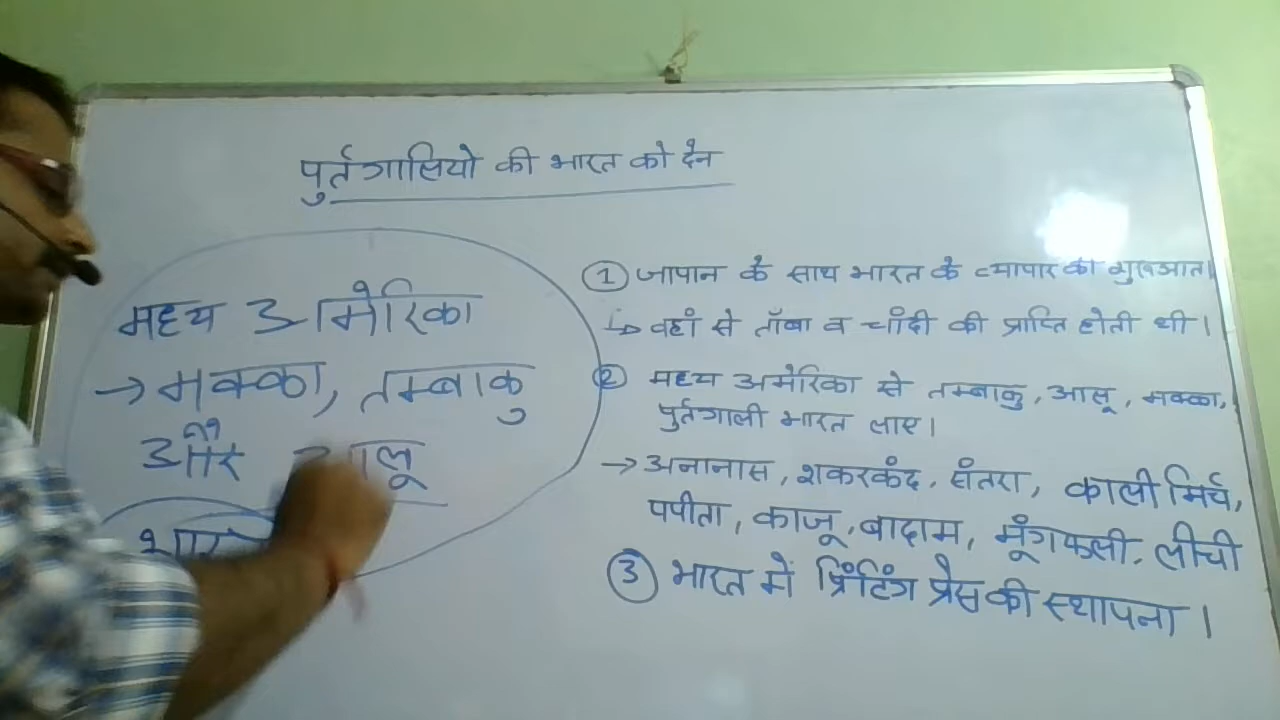 पुर्तगालियो की भारत को देन
मध्य अमेरिका
→ मक्का, तम्बाकु
और आलू
① जापान के साथ भारत के व्यापार की शुरुआत।
↳ वहाँ से ताँबा व चाँदी की प्राप्ति होती थी।
② मध्य अमेरिका से तम्बाकु, आलू, मक्का,
पुर्तगाली भारत लाए।
→ अनानास, शकरकंद, संतरा, काली मिर्च,
पपीता, काजू, बादाम, मूंगफली, लीची
③ भारत में प्रिंटिंग प्रेस की स्थापना।